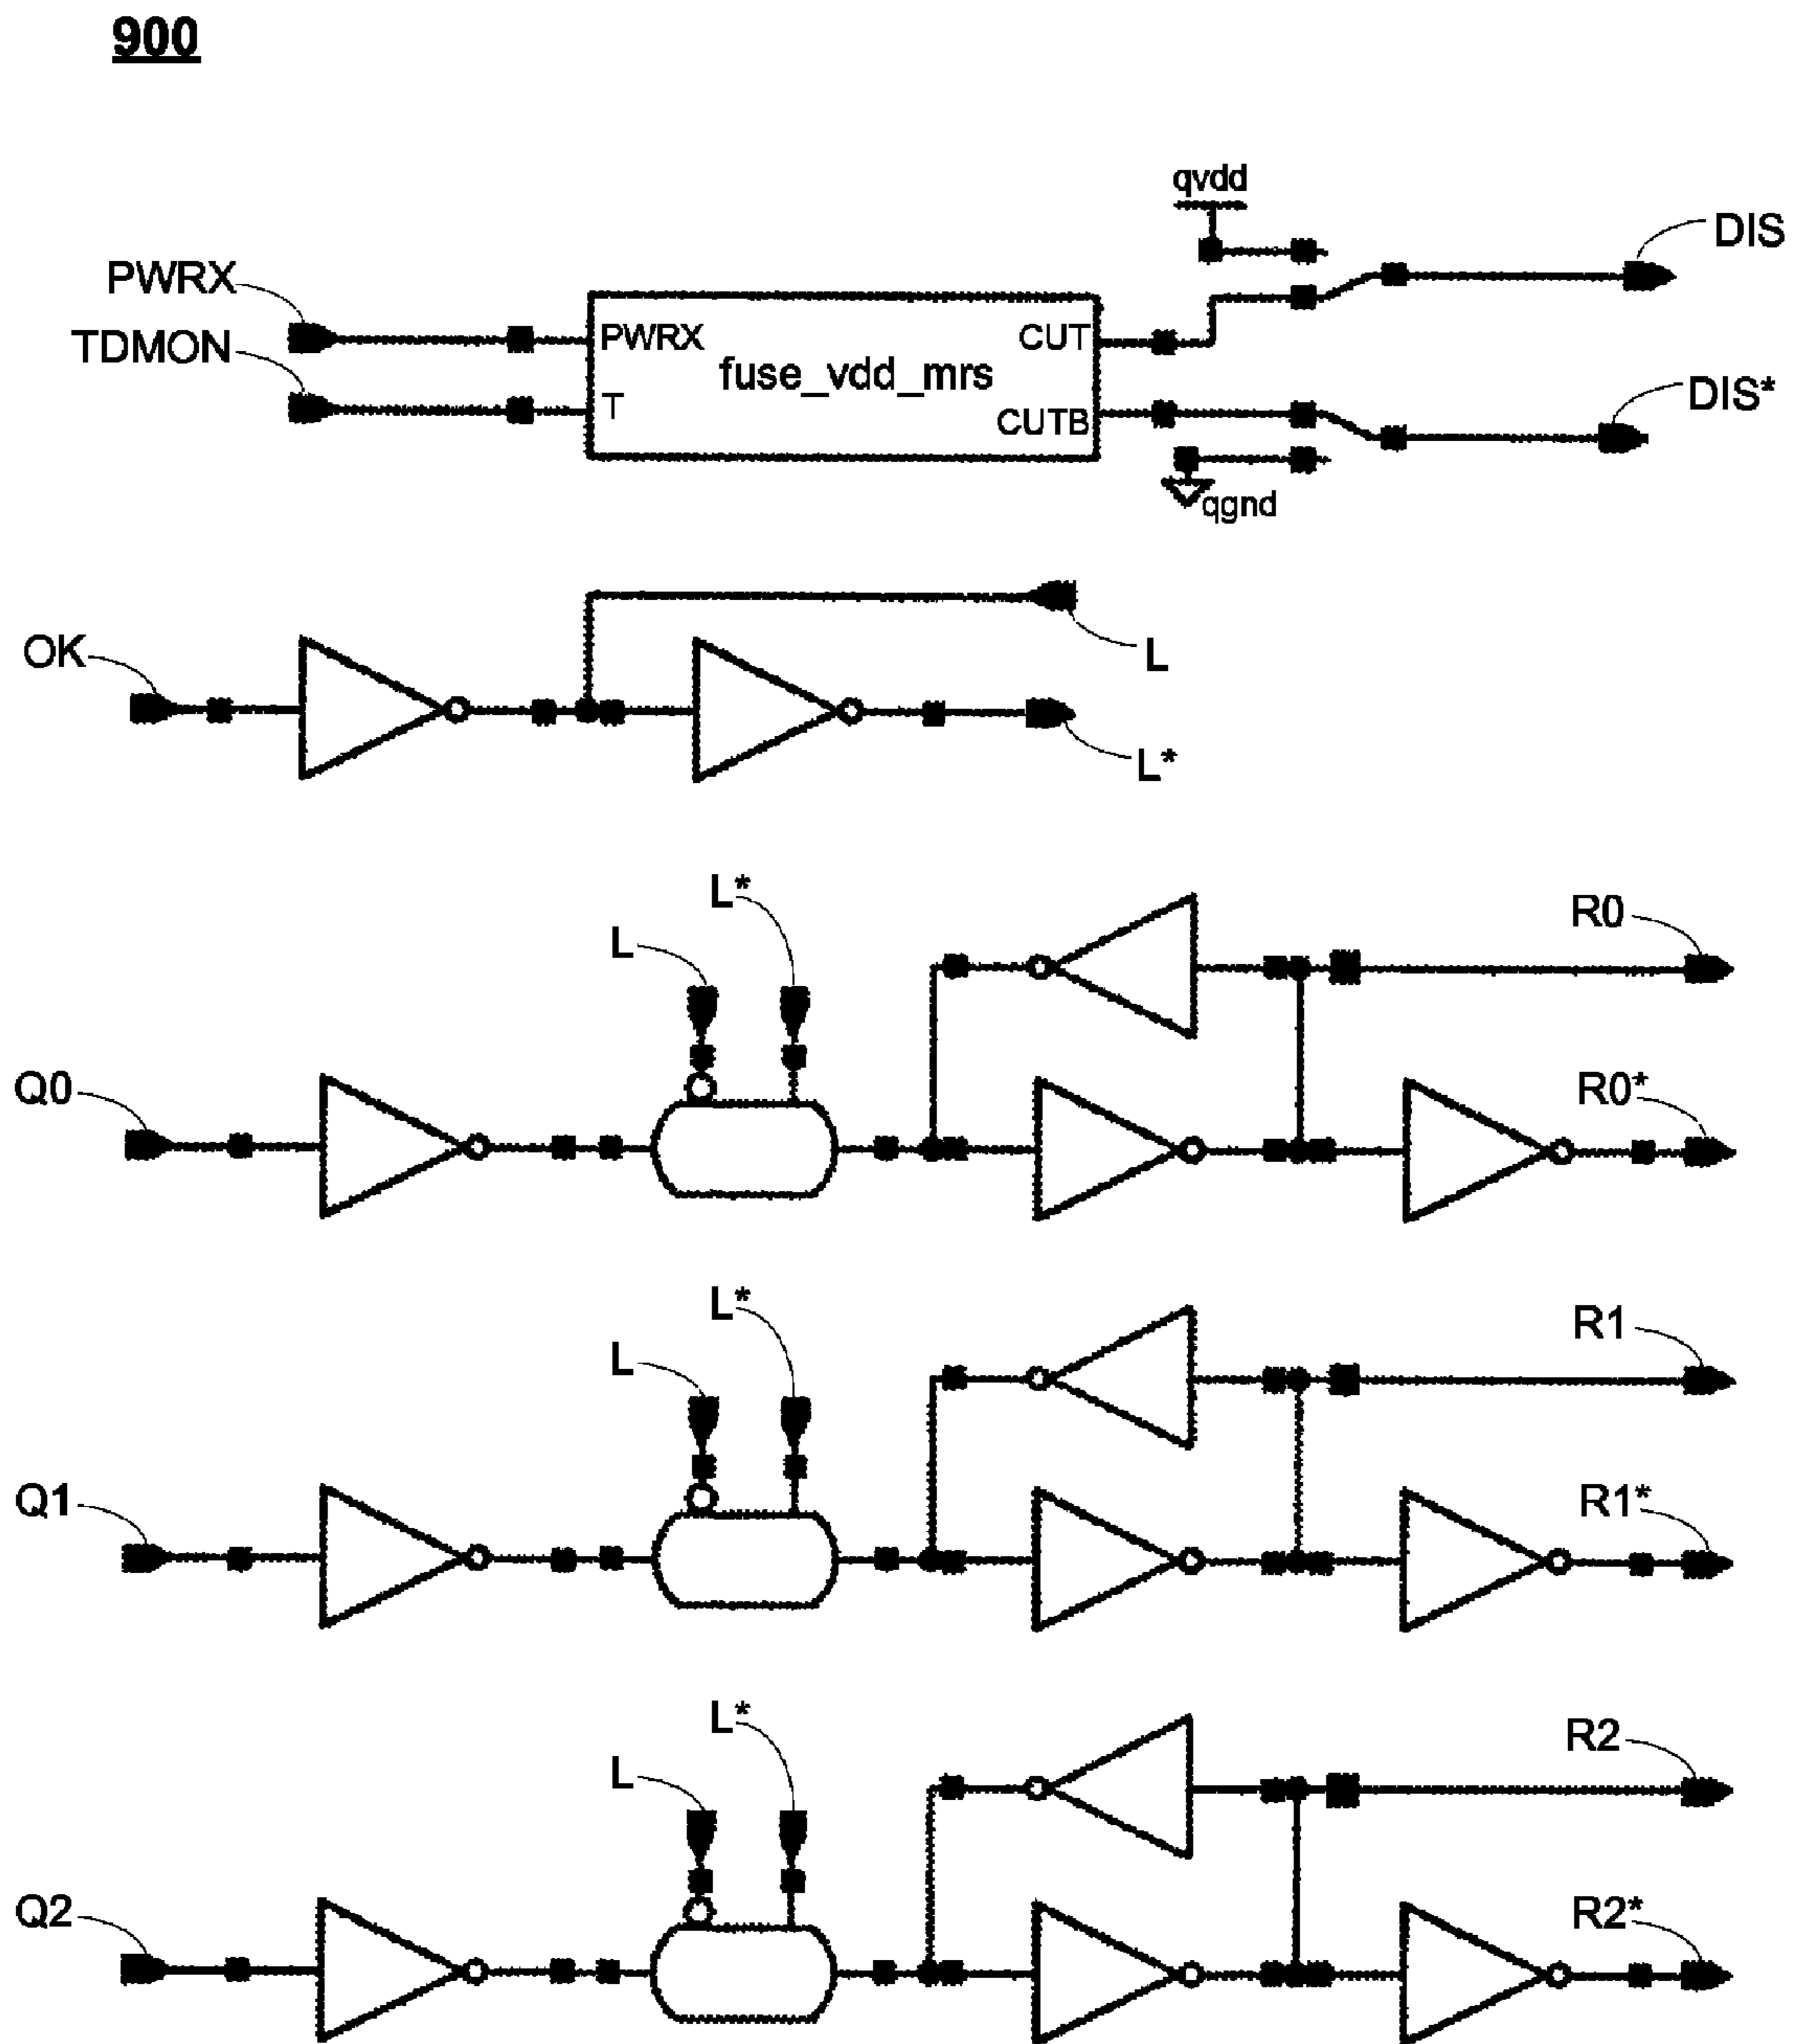 900
qvdd
DIS
PWRX
PWRX
CUT
TDMON
fuse_vdd_mrs
T
CUTB
DIS*
qgnd
OK
L
L*
L*
L
R0
Q0
R0*
L*
L
R1
Q1
R1*
L*
L
R2
Q2
R2*